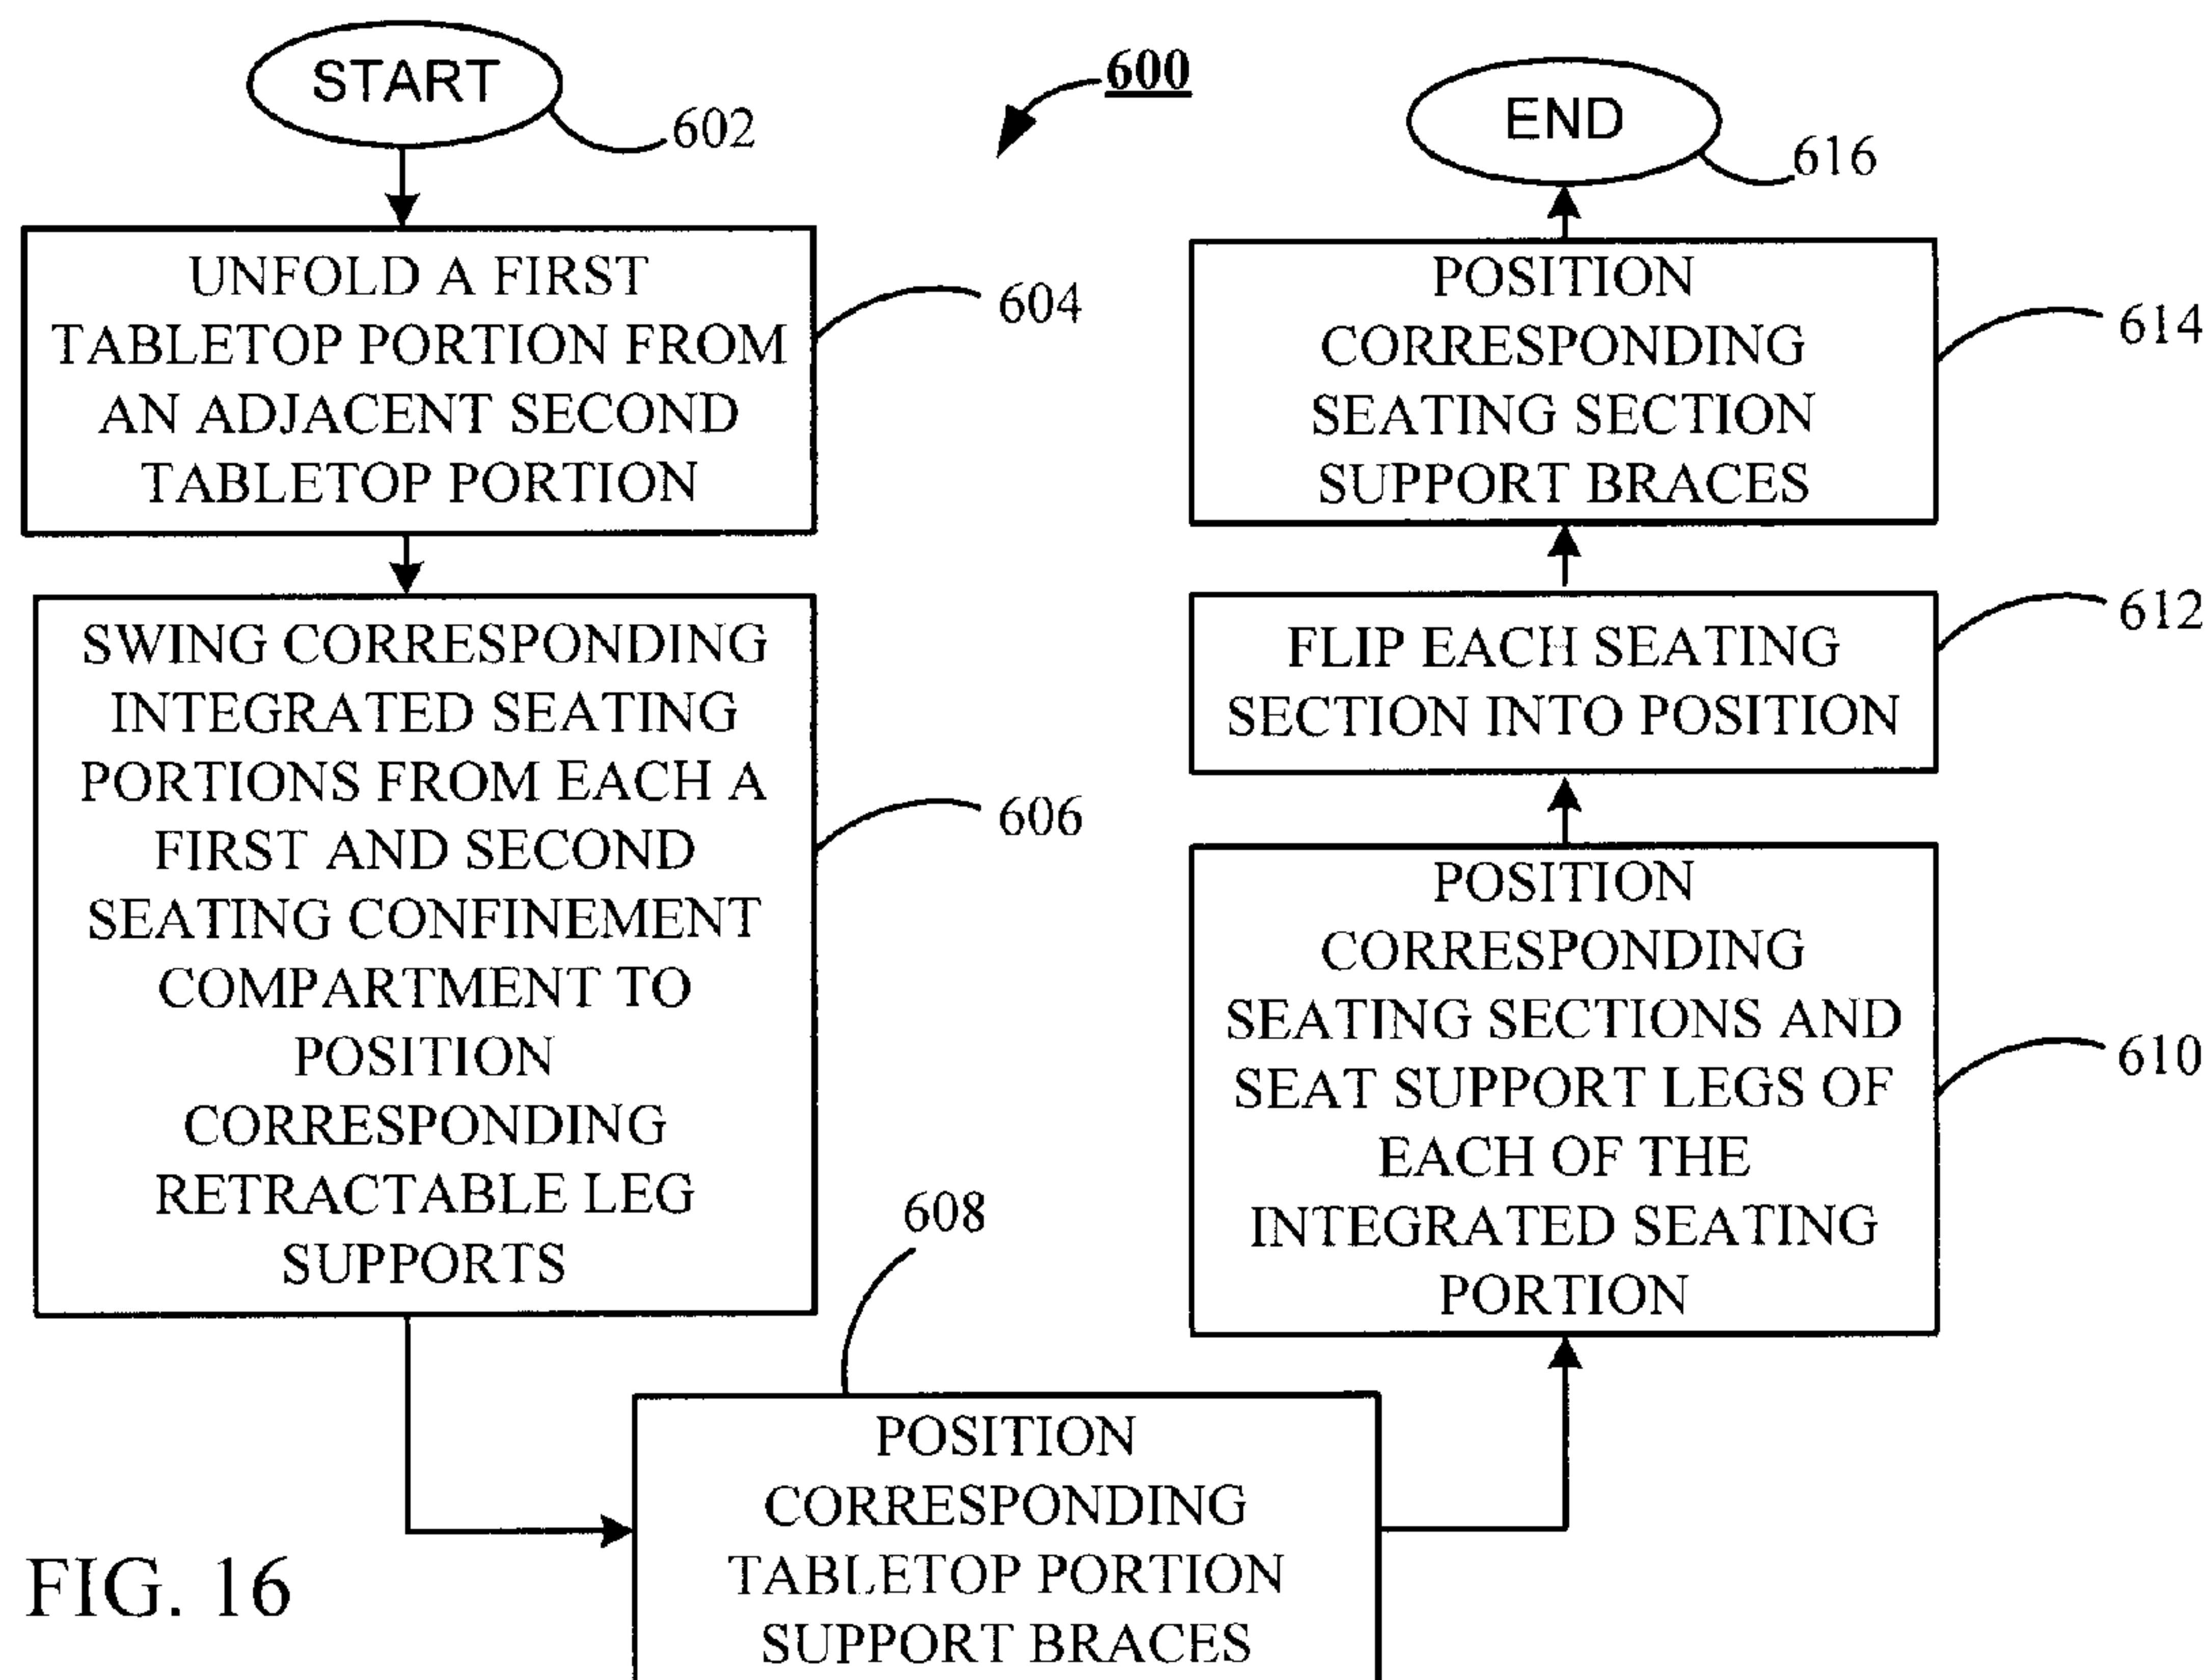 START
602
600
UNFOLD A FIRST
TABLETOP PORTION FROM
AN ADJACENT SECOND
TABLETOP PORTION
604
SWING CORRESPONDING
INTEGRATED SEATING
PORTIONS FROM EACH A
FIRST AND SECOND
SEATING CONFINEMENT
COMPARTMENT TO
POSITION
CORRESPONDING
RETRACTABLE LEG
SUPPORTS
606
608
POSITION
CORRESPONDING
TABLETOP PORTION
SUPPORT BRACES
POSITION
CORRESPONDING
SEATING SECTIONS AND
SEAT SUPPORT LEGS OF
EACH OF THE
INTEGRATED SEATING
PORTION
610
FLIP EACH SEATING
SECTION INTO POSITION
612
POSITION
CORRESPONDING
SEATING SECTION
SUPPORT BRACES
614
END
616
FIG. 16